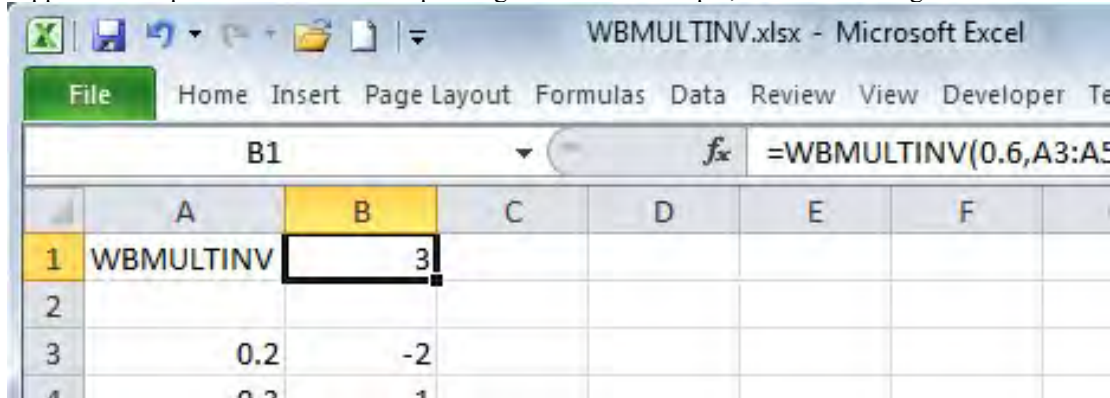 WBMULTINV.xlsx - Microsoft Excel
File Home Insert Page Layout Formulas Data Review View Developer Te
B1 fx =WBMULTINV(0.6,A3:A5
A B C D E F
1 WBMULTINV 3
2
3 0.2 -2